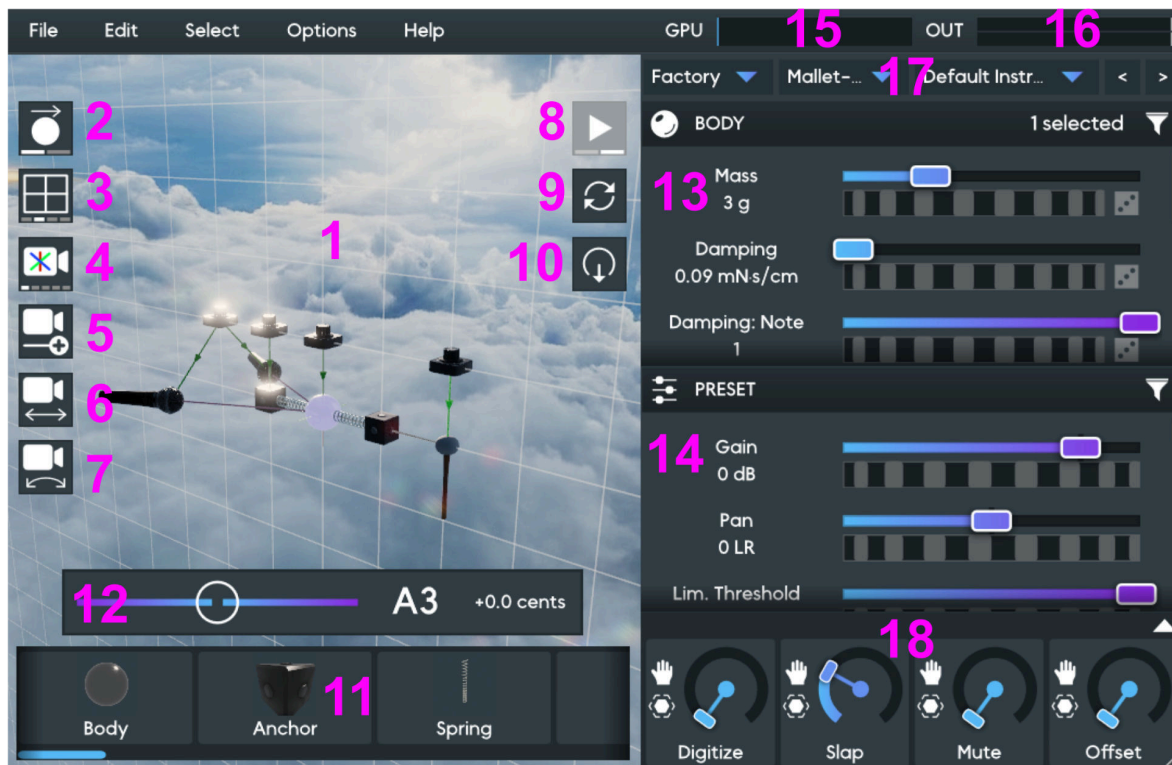 File Edit Select Options Help GPU 15 OUT 16
Factory Mallet-... 17 Default Instr... < >
2 8 BODY 1 selected
3 9 13 Mass
3 g
1
4 10 Damping
0.09 mN·s/cm
5 Damping: Note
1
6 PRESET
7 14 Gain
0 dB
Pan
0 LR
12 A3 +0.0 cents Lim. Threshold
18
11
Body Anchor Spring Digitize Slap Mute Offset